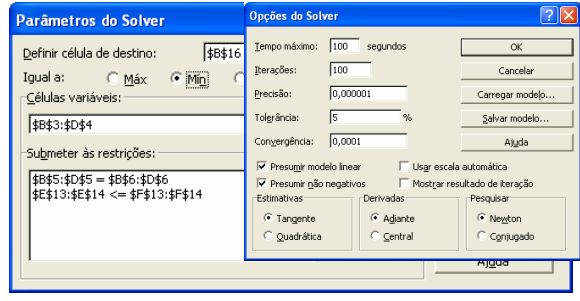 Parâmetros do Solver
Definir célula de destino: $B$16
Igual a: Máx Mín
Células variáveis:
$B$3:$D$4
Submeter às restrições:
$B$5:$D$5 = $B$6:$D$6
$E$13:$E$14 <= $F$13:$F$14
Ajuda
Opções do Solver
Tempo máximo: 100 segundos OK
Iterações: 100 Cancelar
Precisão: 0,000001 Carregar modelo...
Tolerância: 5 % Salvar modelo...
Convergência: 0,0001 Ajuda
Presumir modelo linear Usar escala automática
Presumir não negativos Mostrar resultado de iteração
Estimativas Derivadas Pesquisar
Tangente Adiante Newton
Quadrática Central Conjugado